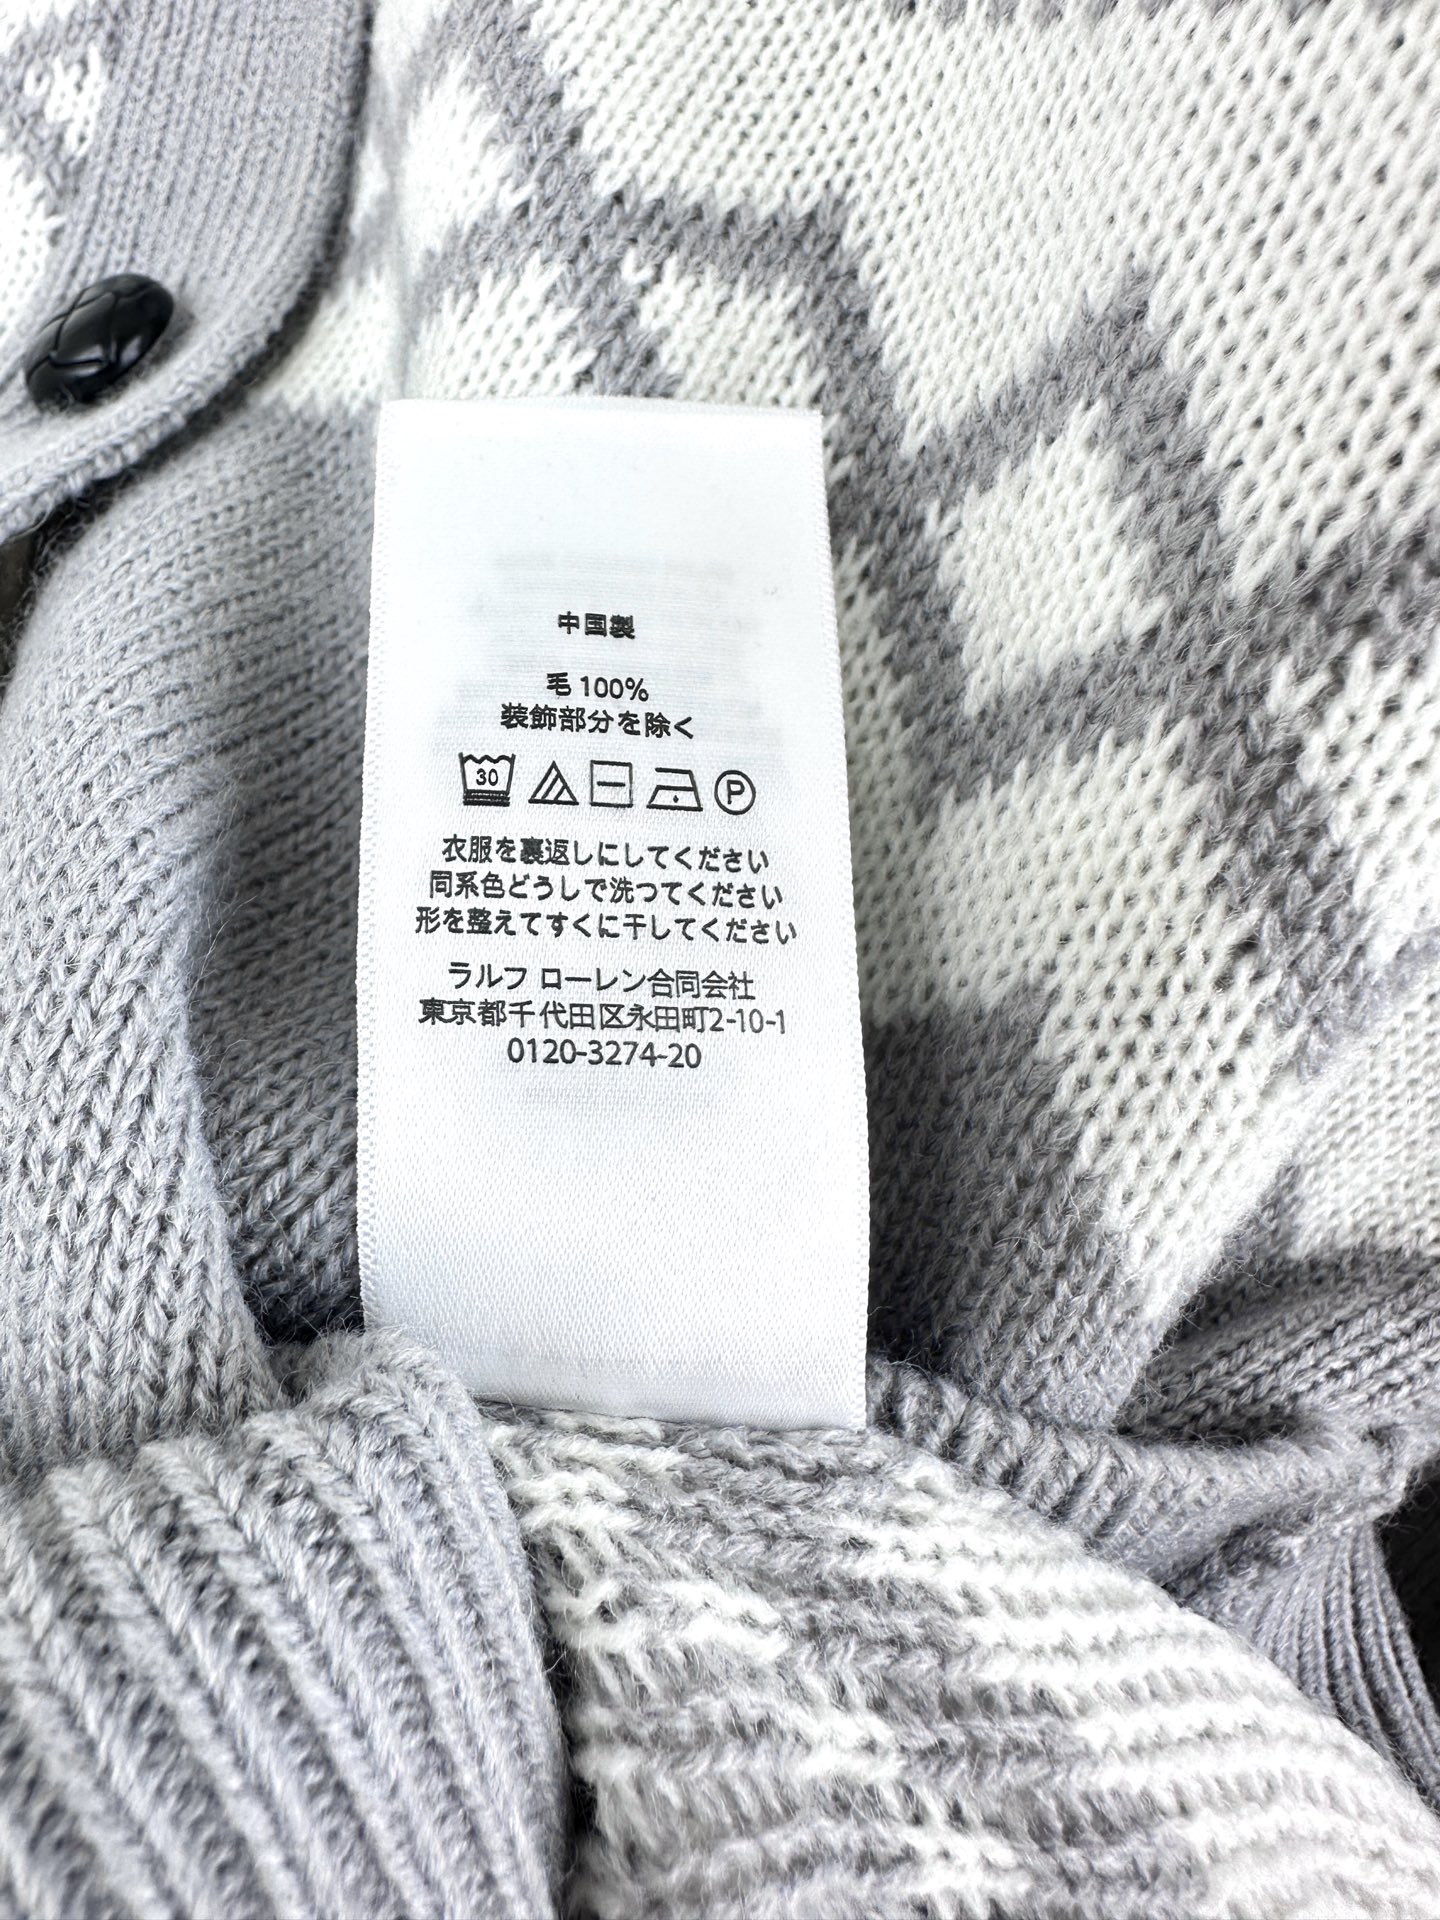 中国製
毛 100%
装飾部分を除く
30 P
衣服を裏返しにしてください
同系色どうしで洗つてください
形を整えてすくに干してください
ラルフ ローレン合同会社
東京都千代田区永田町2-10-1
0120-3274-20